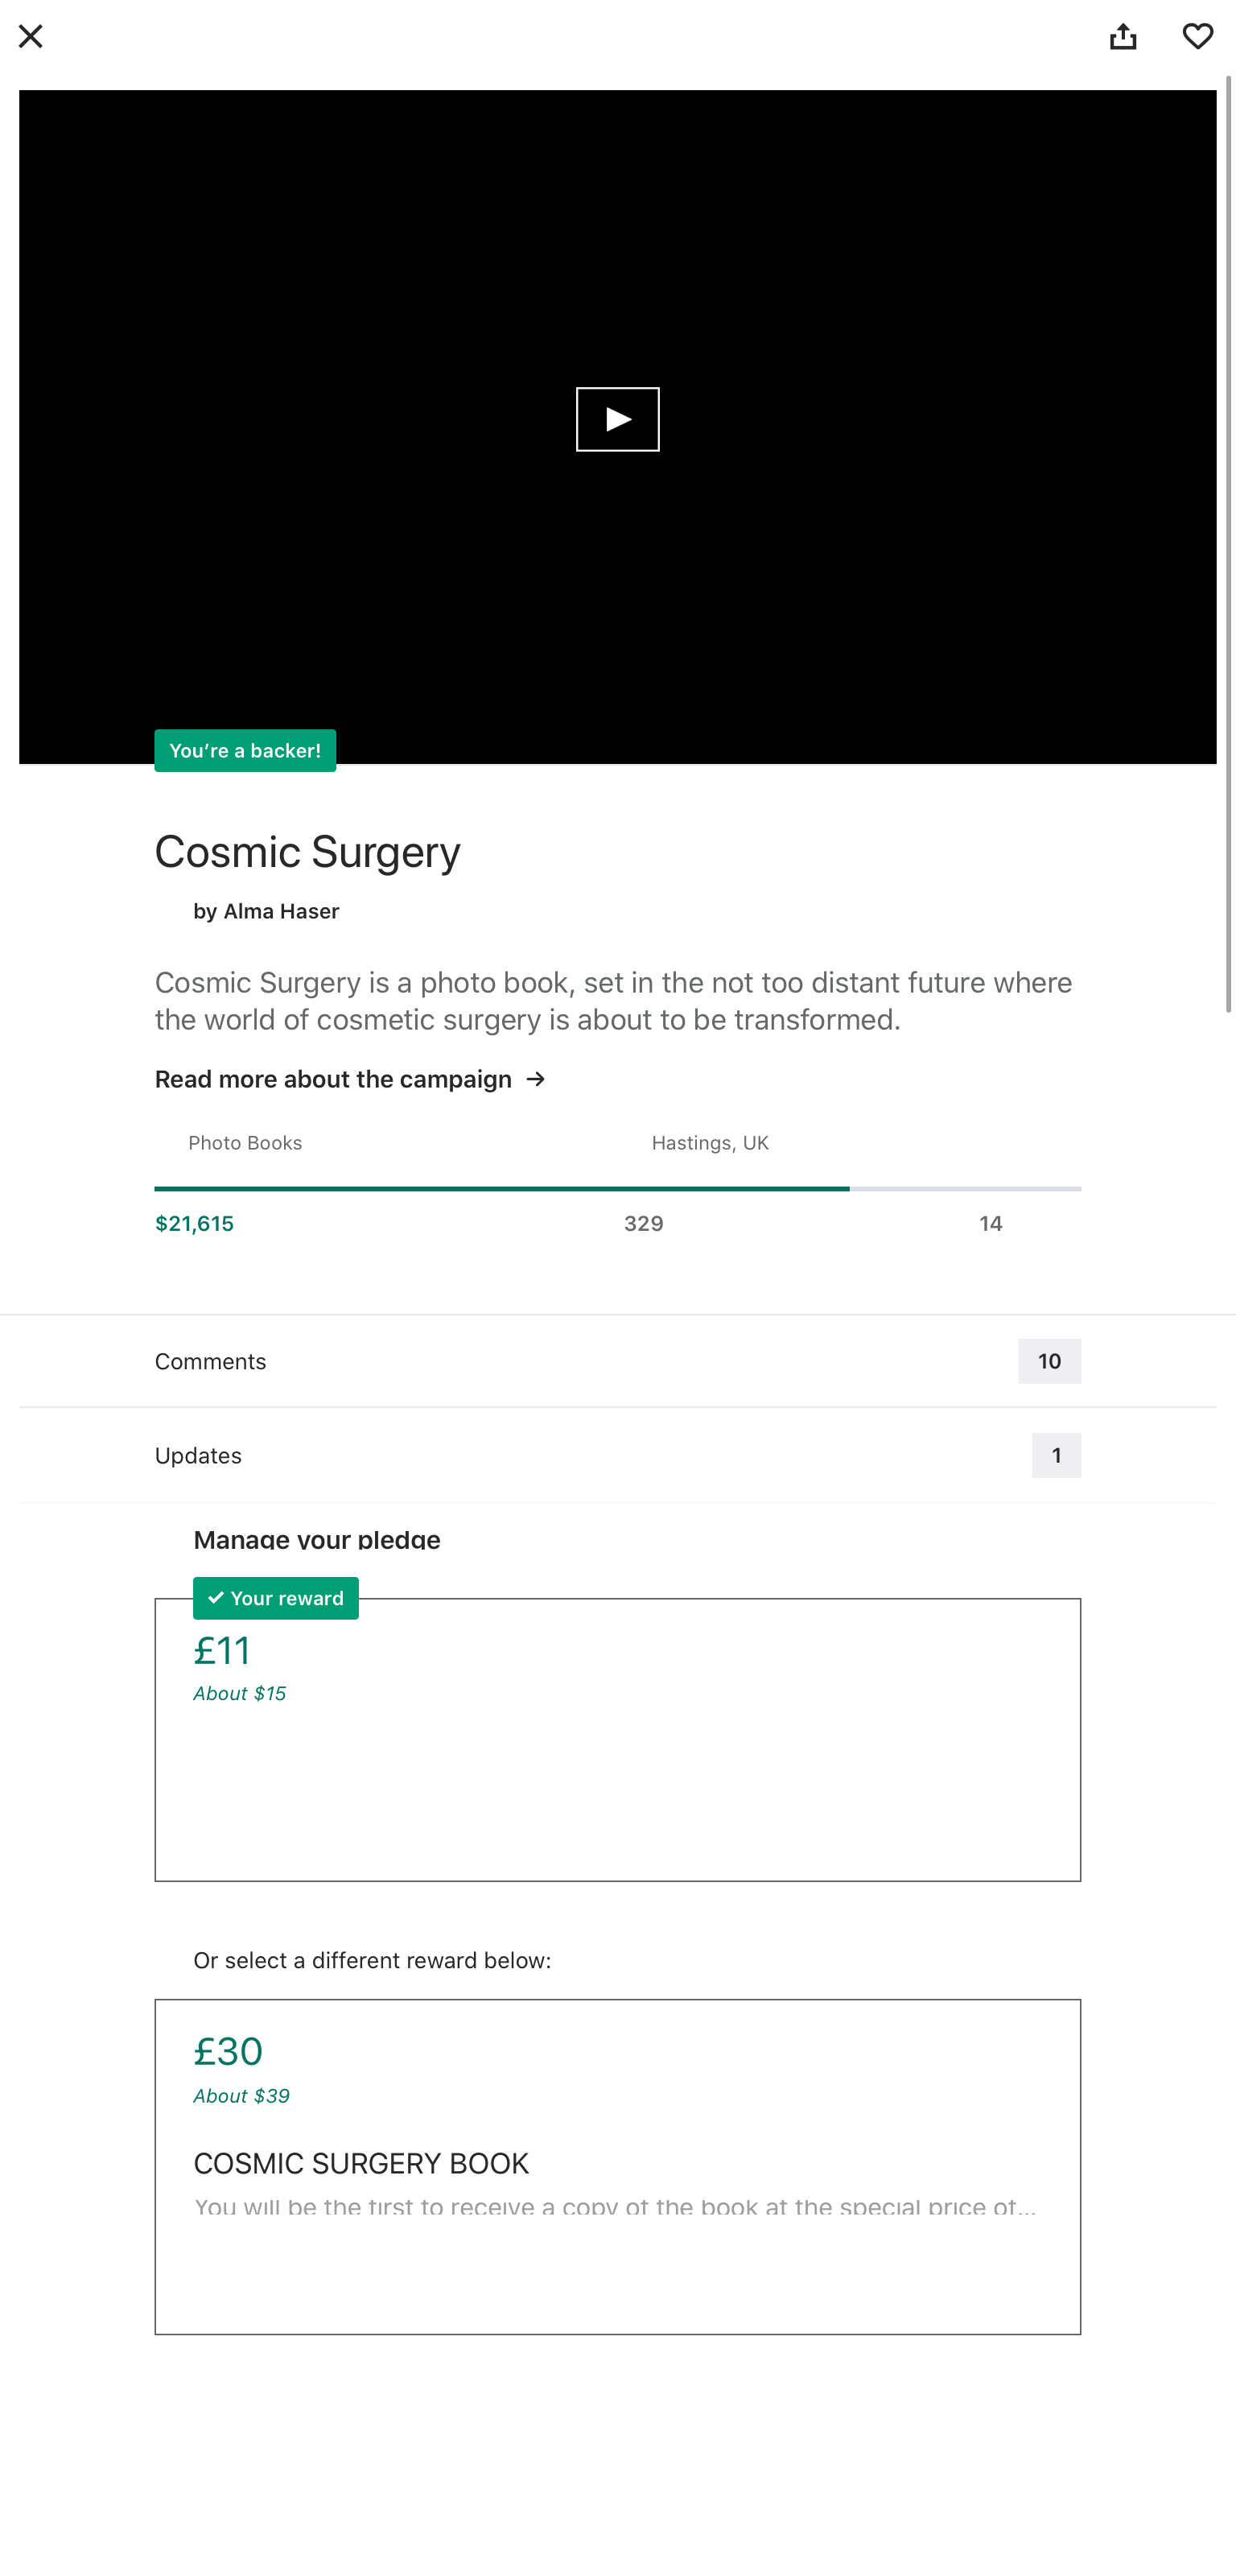 You’re a backer!
Cosmic Surgery
by Alma Haser
Cosmic Surgery is a photo book, set in the not too distant future where
the world of cosmetic surgery is about to be transformed.
Read more about the campaign →
Photo Books
Hastings, UK
$21,615
329
14
Comments
10
Updates
1
Manage your pledge
Your reward
£11
About $15
Or select a different reward below:
£30
About $39
COSMIC SURGERY BOOK
You will be the first to receive a copy of the book at the special price of...